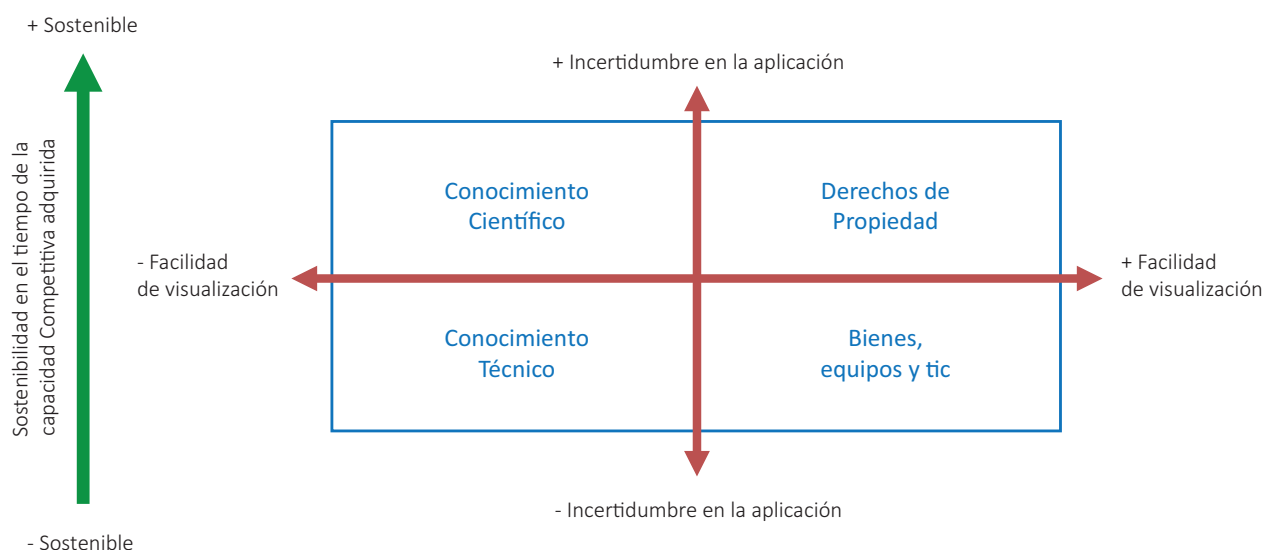 + Sostenible
Sostenibilidad en el tiempo de la
capacidad Competitiva adquirida
- Sostenible
+ Incertidumbre en la aplicación
Conocimiento
Científico
Derechos de
Propiedad
- Facilidad
de visualización
+ Facilidad
de visualización
Conocimiento
Técnico
Bienes,
equipos y tic
- Incertidumbre en la aplicación